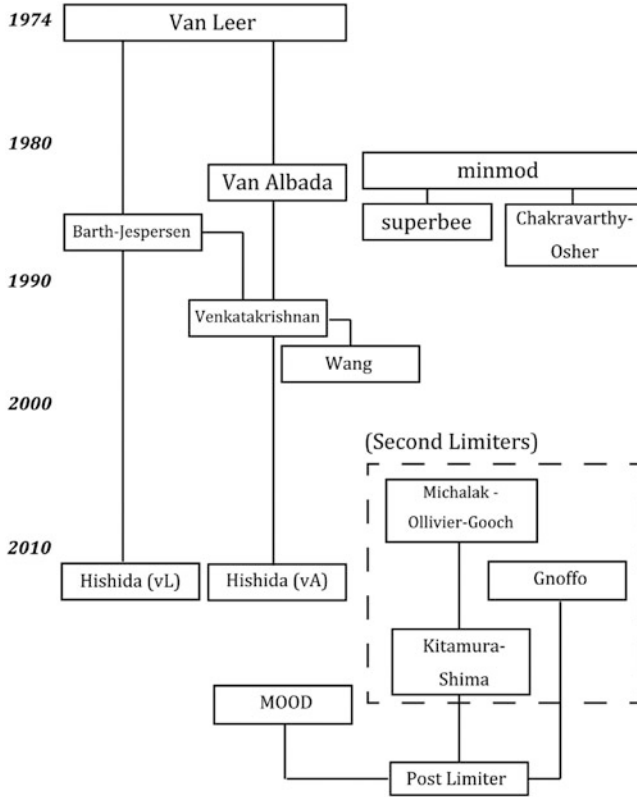 1974
Van Leer
1980
Van Albada
minmod
superbee
Chakravarthy-
Osher
Barth-Jespersen
1990
Venkatakrishnan
Wang
2000
(Second Limiters)
Michalak -
Ollivier-Gooch
2010
Hishida (vL)
Hishida (vA)
Gnoffo
Kitamura-
Shima
MOOD
Post Limiter